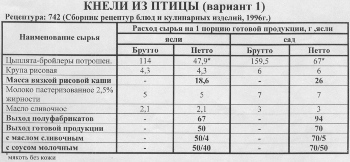 КНЕЛИ ИЗ ПТИЦЫ (вариант 1)
Рецептура: 742 (Сборник рецептур блюд и кулинарных изделий, 1996г.)
Наименование сырья Расход сырья на 1 порцию готовой продукции, г
ясли сад
Брутто Нетто Брутто Нетто
Цыплята-бройлеры потрошен. 114 47,9* 159,5 67*
Крупа рисовая 4,3 4,3 6 6
Масса вязкой рисовой каши 18,6 26
Молоко пастеризованное 2,5% жирности 5 5 7 7
Масло сливочное 2,1 2,1 3 3
Выход полуфабрикатов 67 94
Выход готовой продукции 50 70
с маслом сливочным 50/4 70/5
с соусом молочным 50/40 70/50
*мякоть без кожи